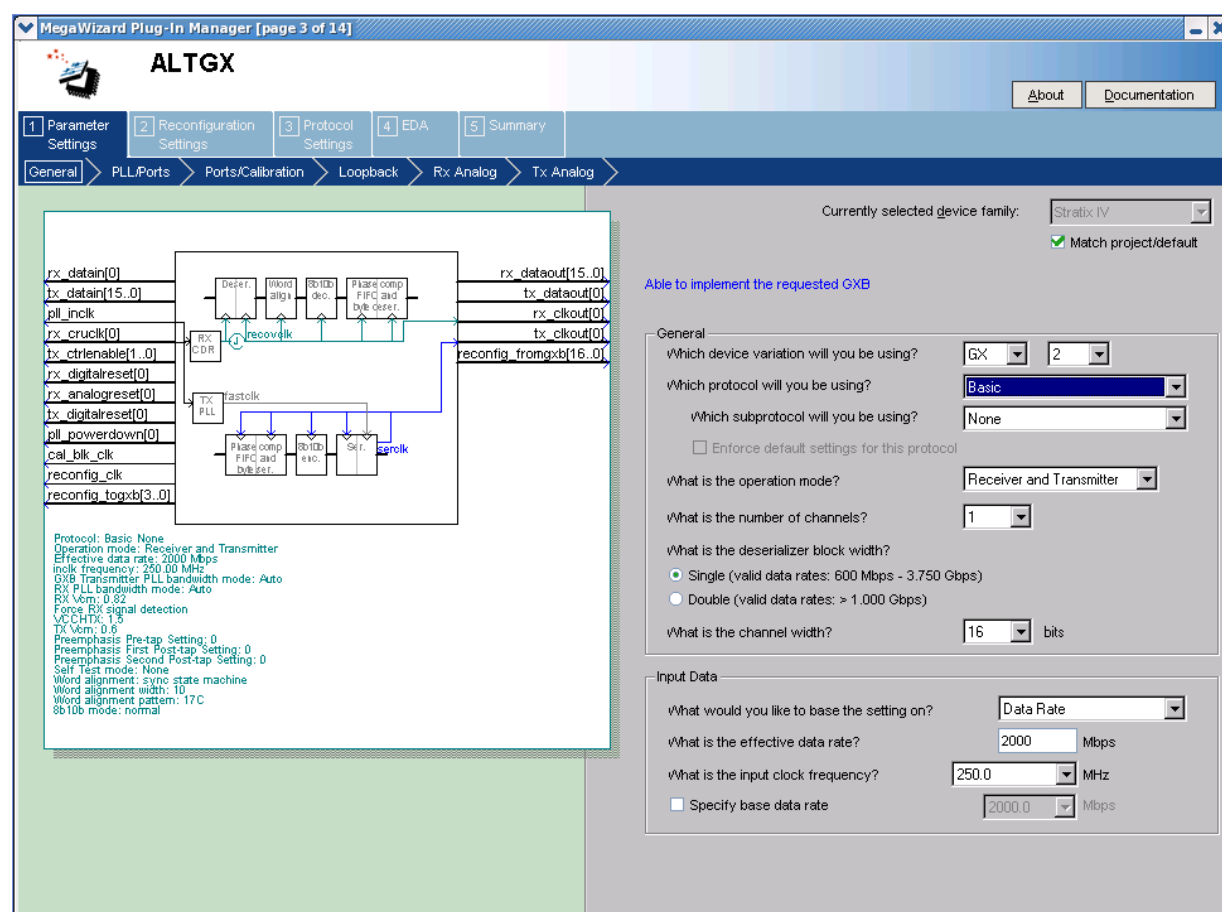 MegaWizard Plug-In Manager [page 3 of 14]
ALTGX
About
Documentation
1 Parameter Settings
2 Reconfiguration Settings
3 Protocol Settings
4 EDA
5 Summary
General
PLL/Ports
Ports/Calibration
Loopback
Rx Analog
Tx Analog
rx_datain[0]
tx_datain[15..0]
pll_inclk
rx_cruclk[0]
tx_ctrlenable[1..0]
rx_digitalreset[0]
rx_analogreset[0]
tx_digitalreset[0]
pll_powerdown[0]
cal_blk_clk
reconfig_clk
reconfig_togxb[3..0]
Deser.
Word align
8b10b dec.
Phase comp FIFO and byte deser.
RX CDR
recovclk
TX PLL
fastclk
Phase comp FIFO and byte ser.
8b10b enc.
Ser.
serclk
rx_dataout[15..0]
tx_dataout[0]
rx_clkout[0]
tx_clkout[0]
reconfig_fromgxb[16..0]
Protocol: Basic None
Operation mode: Receiver and Transmitter
Effective data rate: 2000 Mbps
inclk frequency: 250.00 MHz
GXB Transmitter PLL bandwidth mode: Auto
RX PLL bandwidth mode: Auto
RX Vcm: 0.82
Force RX signal detection
VCCHTX: 1.5
TX Vcm: 0.6
Preemphasis Pre-tap Setting: 0
Preemphasis First Post-tap Setting: 0
Preemphasis Second Post-tap Setting: 0
Self Test mode: None
Word alignment: sync state machine
Word alignment width: 10
Word alignment pattern: 17C
8b10b mode: normal
Currently selected device family:
Stratix IV
Match project/default
Able to implement the requested GXB
General
Which device variation will you be using?
GX
2
Which protocol will you be using?
Basic
Which subprotocol will you be using?
None
Enforce default settings for this protocol
What is the operation mode?
Receiver and Transmitter
What is the number of channels?
1
What is the deserializer block width?
Single (valid data rates: 600 Mbps - 3.750 Gbps)
Double (valid data rates: > 1.000 Gbps)
What is the channel width?
16
bits
Input Data
What would you like to base the setting on?
Data Rate
What is the effective data rate?
2000
Mbps
What is the input clock frequency?
250.0
MHz
Specify base data rate
2000.0
Mbps